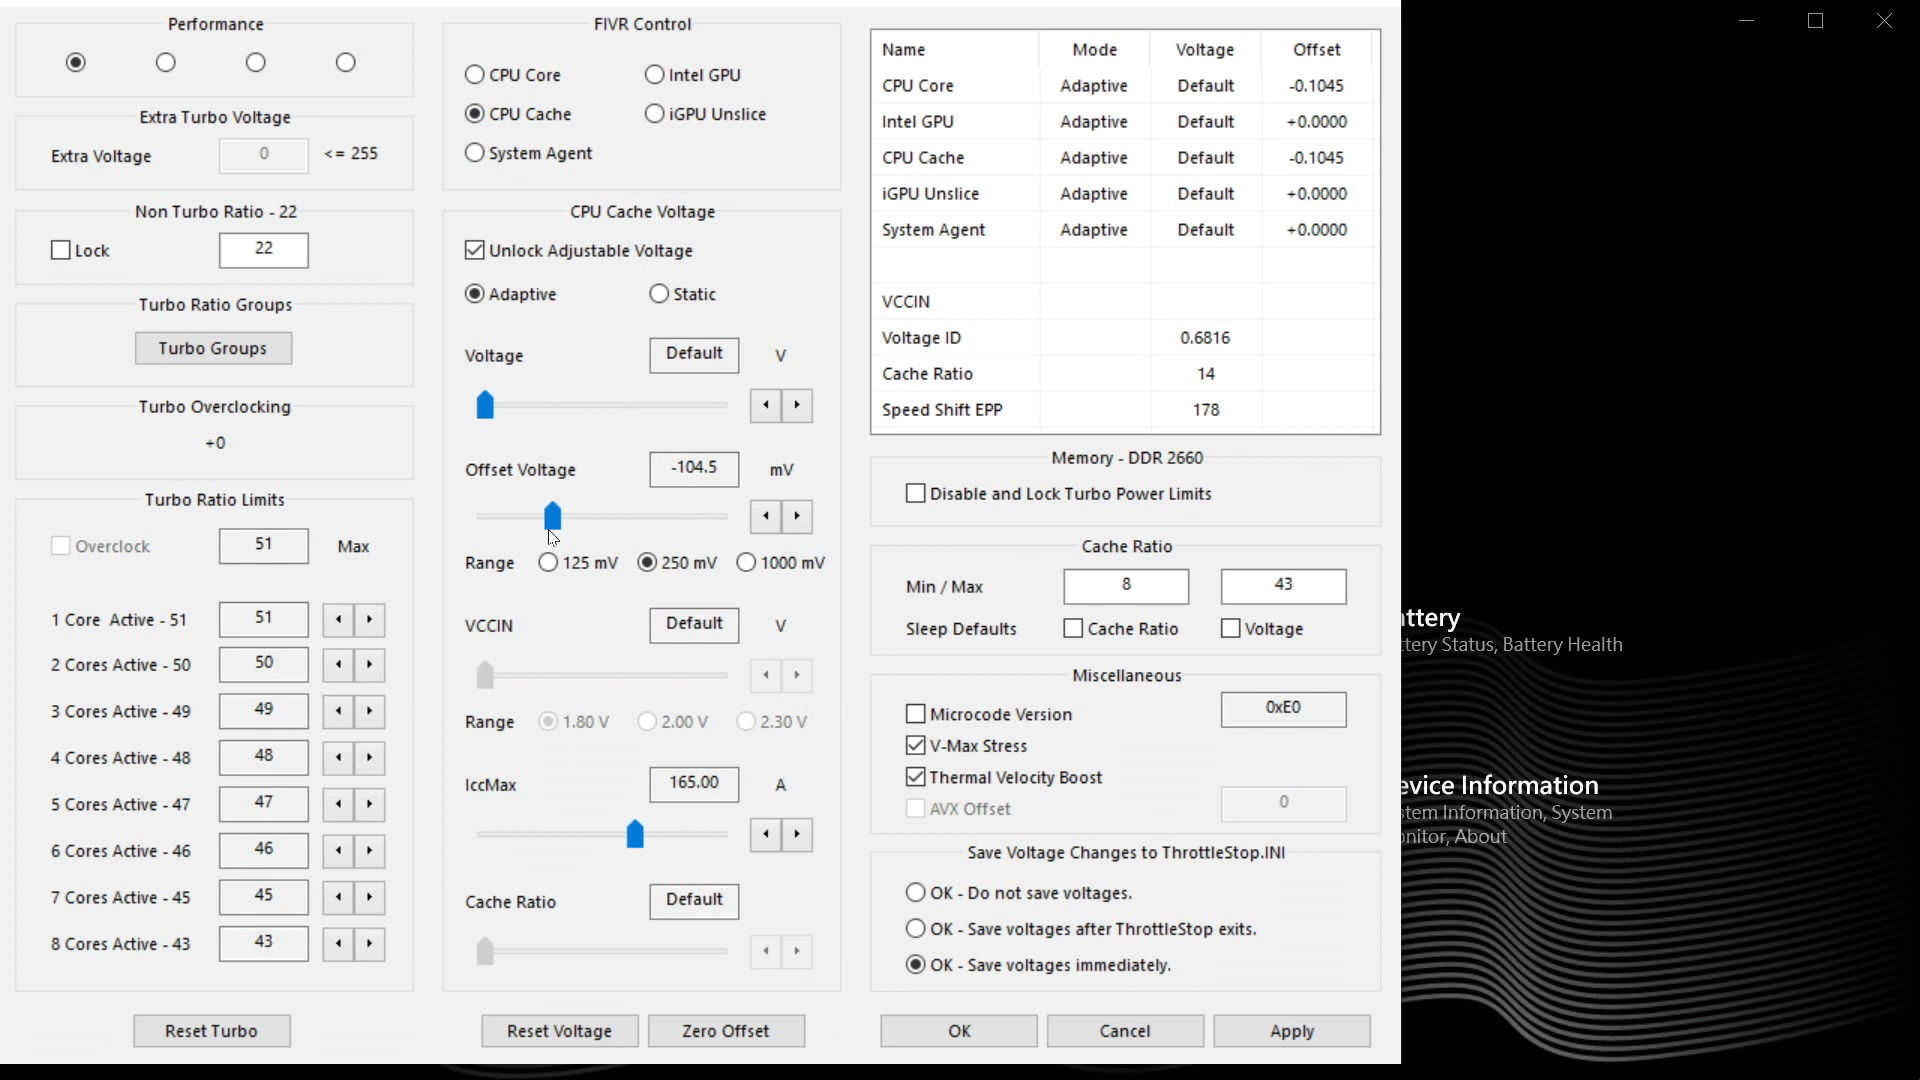 Performance
Extra Turbo Voltage
Extra Voltage 0 <= 255
Non Turbo Ratio - 22
Lock 22
Turbo Ratio Groups
Turbo Groups
Turbo Overclocking
+0
Turbo Ratio Limits
Overclock 51 Max
1 Core Active - 51 51
2 Cores Active - 50 50
3 Cores Active - 49 49
4 Cores Active - 48 48
5 Cores Active - 47 47
6 Cores Active - 46 46
7 Cores Active - 45 45
8 Cores Active - 43 43
Reset Turbo
FIVR Control
CPU Core Intel GPU
CPU Cache iGPU Unslice
System Agent
CPU Cache Voltage
Unlock Adjustable Voltage
Adaptive Static
Voltage Default V
Offset Voltage -104.5 mV
Range 125 mV 250 mV 1000 mV
VCCIN Default V
Range 1.80 V 2.00 V 2.30 V
IccMax 165.00 A
Cache Ratio Default
Reset Voltage Zero Offset
Name Mode Voltage Offset
CPU Core Adaptive Default -0.1045
Intel GPU Adaptive Default +0.0000
CPU Cache Adaptive Default -0.1045
iGPU Unslice Adaptive Default +0.0000
System Agent Adaptive Default +0.0000
VCCIN
Voltage ID 0.6816
Cache Ratio 14
Speed Shift EPP 178
Memory - DDR 2660
Disable and Lock Turbo Power Limits
Cache Ratio
Min / Max 8 43
Sleep Defaults Cache Ratio Voltage
Miscellaneous
Microcode Version 0xE0
V-Max Stress
Thermal Velocity Boost
AVX Offset 0
Save Voltage Changes to ThrottleStop.INI
OK - Do not save voltages.
OK - Save voltages after ThrottleStop exits.
OK - Save voltages immediately.
OK Cancel Apply
ttery
tery Status, Battery Health
evice Information
tem Information, System
onitor, About